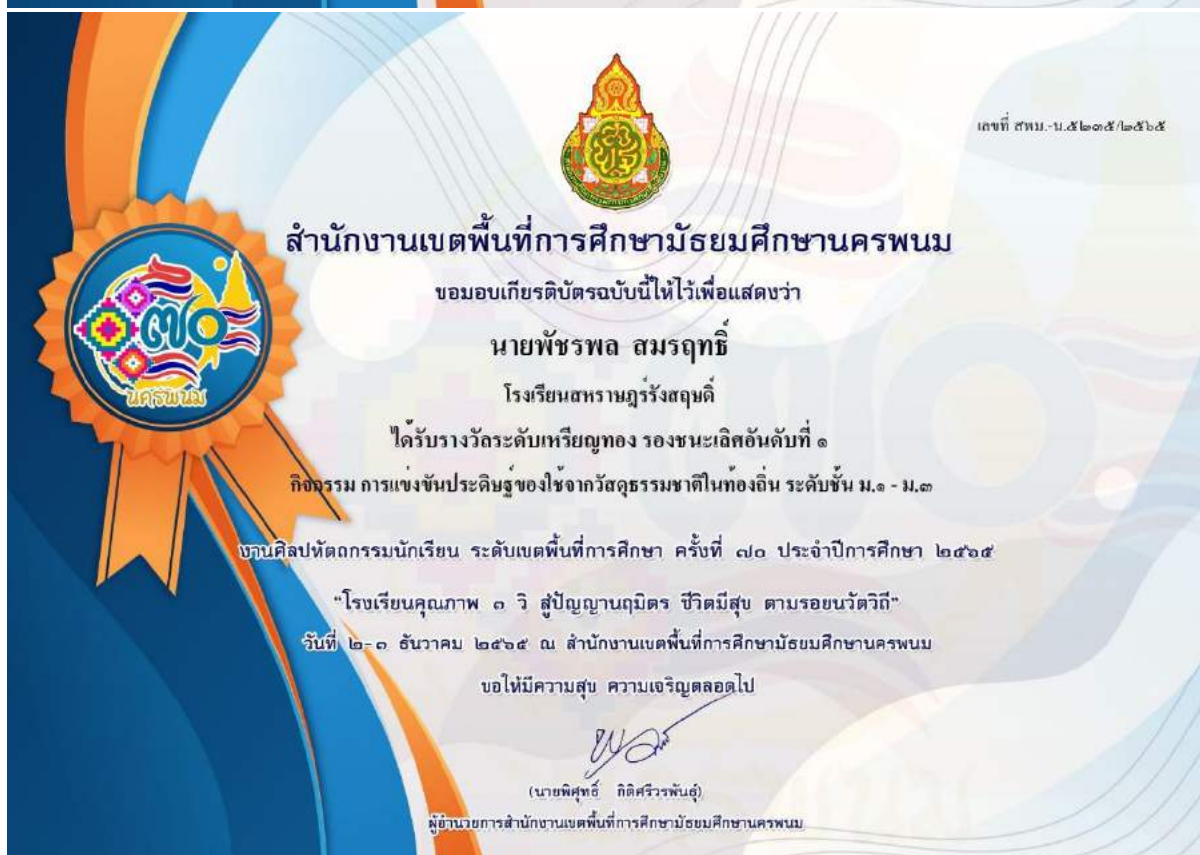 เลขที่ สพม.-น.๕๒๓๕/๒๕๖๕
สำนักงานเขตพื้นที่การศึกษามัธยมศึกษานครพนม
ขอมอบเกียรติบัตรฉบับนี้ให้ไว้เพื่อแสดงว่า
นายพัชรพล สมรฤทธิ์
โรงเรียนสหราษฎร์รังสฤษดิ์
ได้รับรางวัลระดับเหรียญทอง รองชนะเลิศอันดับที่ ๑
กิจกรรม การแข่งขันประดิษฐ์ของใช้จากวัสดุธรรมชาติในท้องถิ่น ระดับชั้น ม.๑ - ม.๓
งานศิลปหัตถกรรมนักเรียน ระดับเขตพื้นที่การศึกษา ครั้งที่ ๗๐ ประจำปีการศึกษา ๒๕๖๕
"โรงเรียนคุณภาพ ๓ วิ สู่ปัญญานฤมิตร ชีวิตมีสุข ตามรอยนวัตวิถี"
วันที่ ๒-๓ ธันวาคม ๒๕๖๕ ณ สำนักงานเขตพื้นที่การศึกษามัธยมศึกษานครพนม
ขอให้มีความสุข ความเจริญตลอดไป
(นายพิศุทธิ์ กิติศรีวรพันธุ์)
ผู้อำนวยการสำนักงานเขตพื้นที่การศึกษามัธยมศึกษานครพนม
๗๐
นครพนม